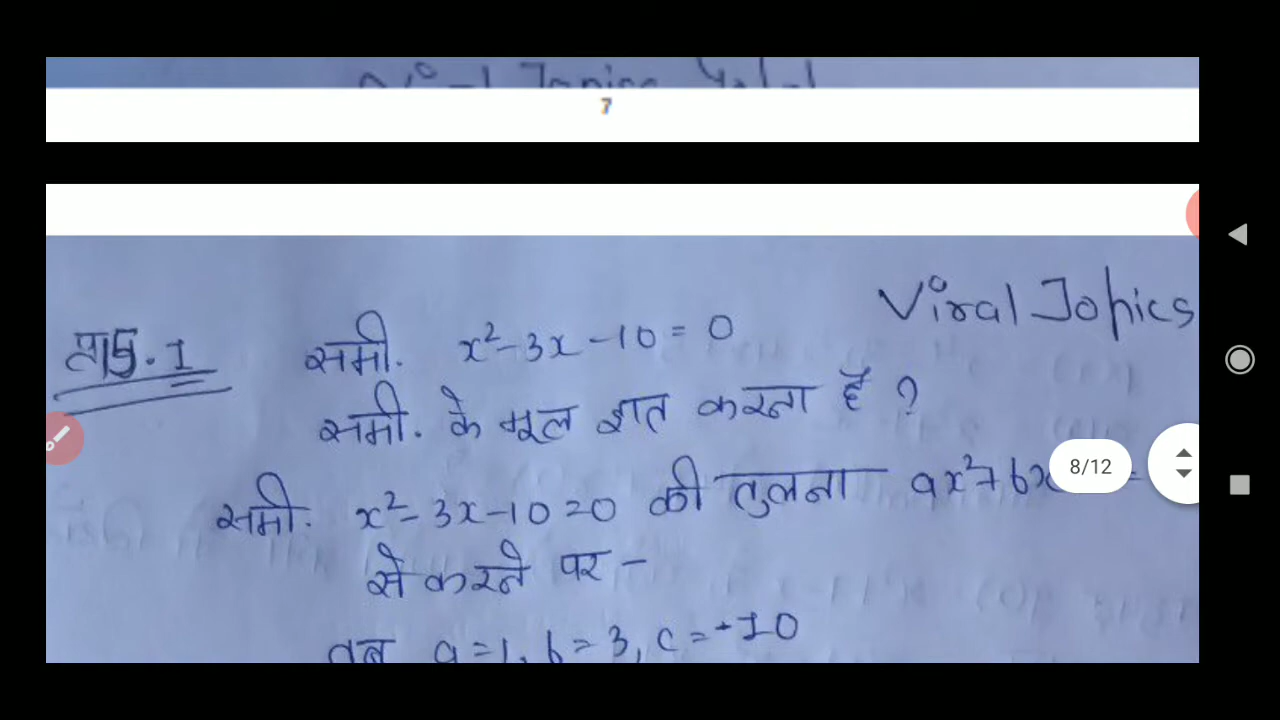 7
Viral Topics
प्र15.1 समी. x²-3x-10=0
समी. के मूल ज्ञात करना है ?
समी. x²-3x-10=0 की तुलना ax²+bx =
से करने पर -
तब a=1, b=3, c=-10
8/12